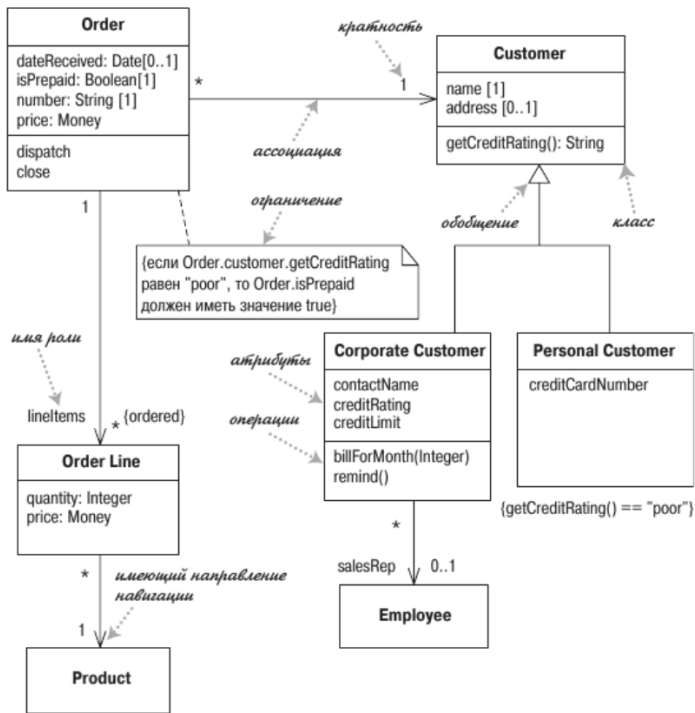 Order
dateReceived: Date[0..1]
isPrepaid: Boolean[1]
number: String [1]
price: Money
dispatch
close
*
кратность
1
ассоциация
Customer
name [1]
address [0..1]
getCreditRating(): String
1
ограничение
обобщение
класс
{если Order.customer.getCreditRating
равен "poor", то Order.isPrepaid
должен иметь значение true}
имя роли
lineItems
*
{ordered}
атрибуты
операции
Corporate Customer
contactName
creditRating
creditLimit
billForMonth(Integer)
remind()
Personal Customer
creditCardNumber
{getCreditRating() == "poor"}
Order Line
quantity: Integer
price: Money
*
salesRep
0..1
Employee
*
имеющий направление
навигации
1
Product